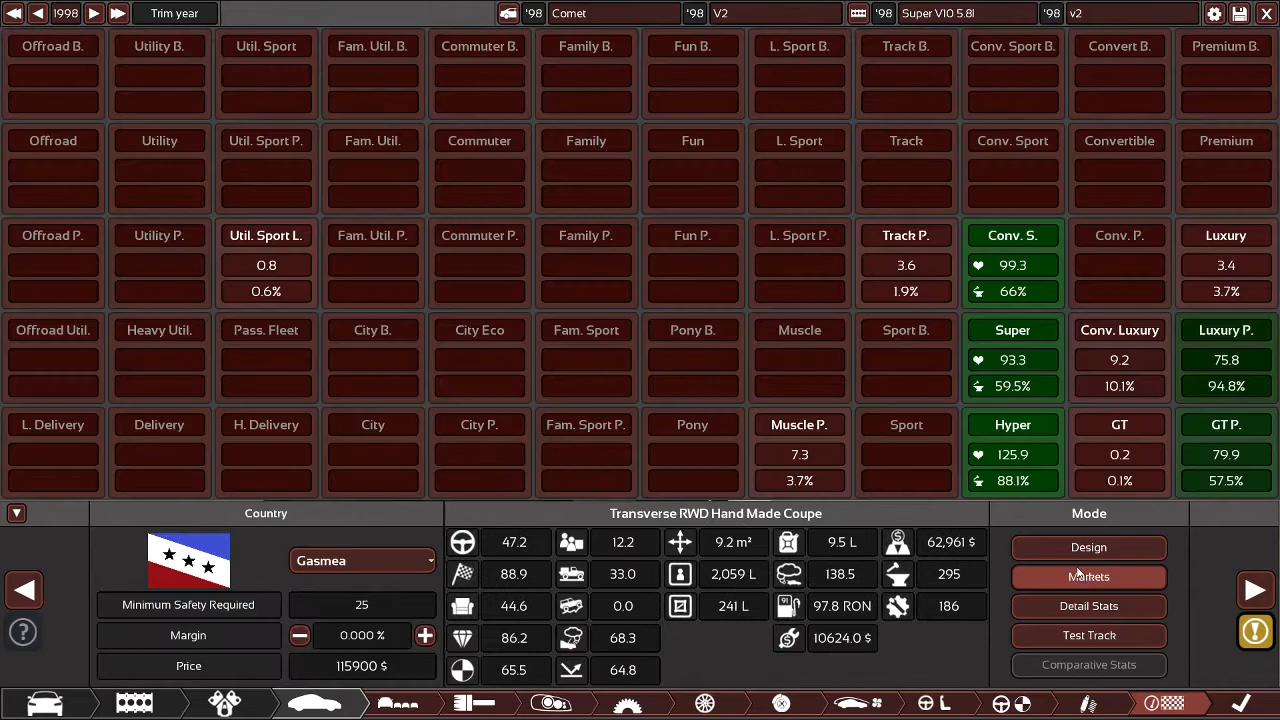 1998 Trim year '98 Comet '98 V2 '98 Super V10 5.8l '98 v2
Offroad B. Utility B. Util. Sport Fam. Util. B. Commuter B. Family B. Fun B. L. Sport B. Track B. Conv. Sport B. Convert B. Premium B.
Offroad Utility Util. Sport P. Fam. Util. Commuter Family Fun L. Sport Track Conv. Sport Convertible Premium
Offroad P. Utility P. Util. Sport L. Fam. Util. P. Commuter P. Family P. Fun P. L. Sport P. Track P. Conv. S. Conv. P. Luxury
0.8 3.6 99.3 3.4
0.6% 1.9% 66% 3.7%
Offroad Util. Heavy Util. Pass. Fleet City B. City Eco Fam. Sport Pony B. Muscle Sport B. Super Conv. Luxury Luxury P.
93.3 9.2 75.8
59.5% 10.1% 94.8%
L. Delivery Delivery H. Delivery City City P. Fam. Sport P. Pony Muscle P. Sport Hyper GT GT P.
7.3 125.9 0.2 79.9
3.7% 88.1% 0.1% 57.5%
Country Transverse RWD Hand Made Coupe Mode
47.2 12.2 9.2 m² 9.5 L 62,961 $ Design
Gasmea 88.9 33.0 2,059 L 138.5 295 Markets
Minimum Safety Required 25 44.6 0.0 241 L 91 97.8 RON 186 Detail Stats
Margin 0.000 % 86.2 68.3 10624.0 $ Test Track
Price 115900 $ 65.5 64.8 Comparative Stats